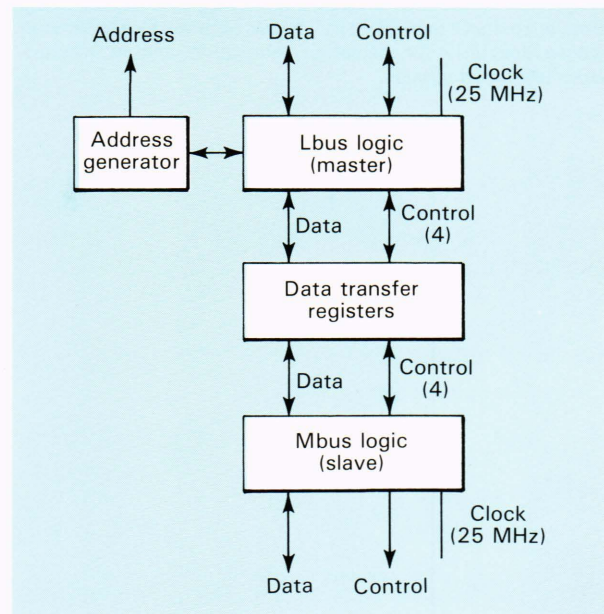 Address
Data
Control
Clock
(25 MHz)
Address
generator
Lbus logic
(master)
Data
Control
(4)
Data transfer
registers
Data
Control
(4)
Mbus logic
(slave)
Clock
(25 MHz)
Data
Control